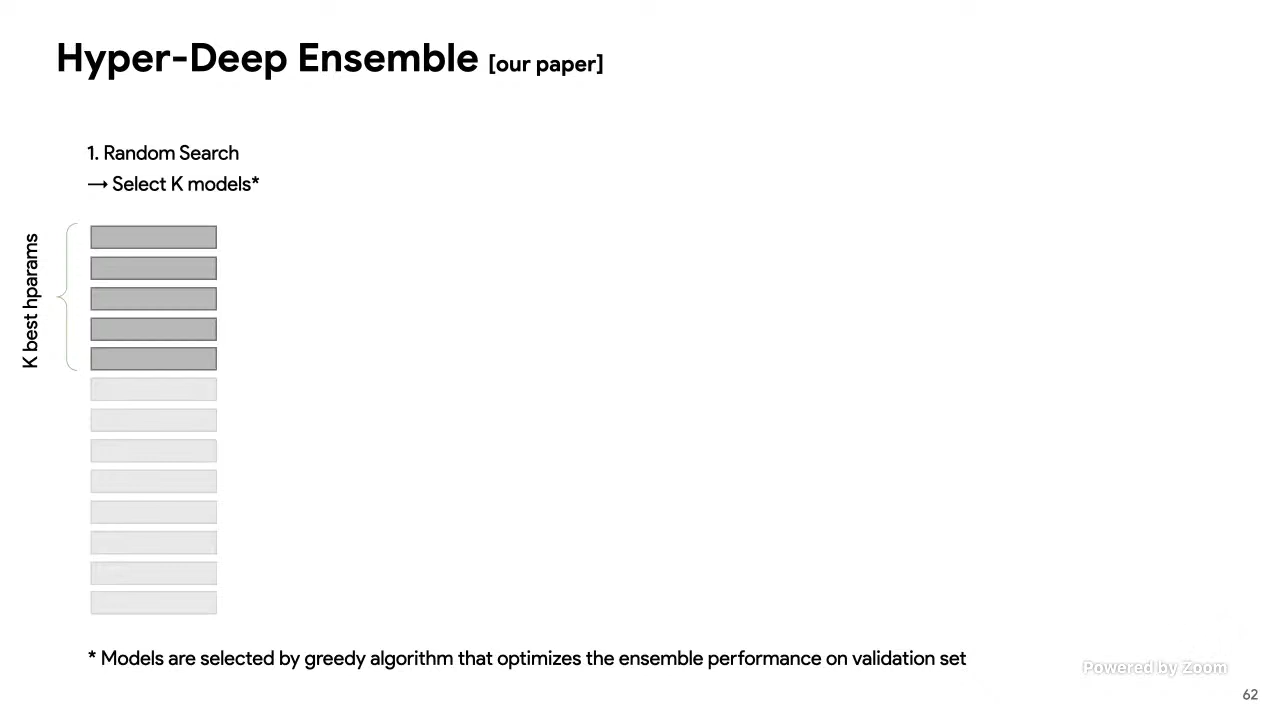 Hyper-Deep Ensemble [our paper]
1. Random Search
→ Select K models*
K best hparams
* Models are selected by greedy algorithm that optimizes the ensemble performance on validation set
Powered by Zoom
62